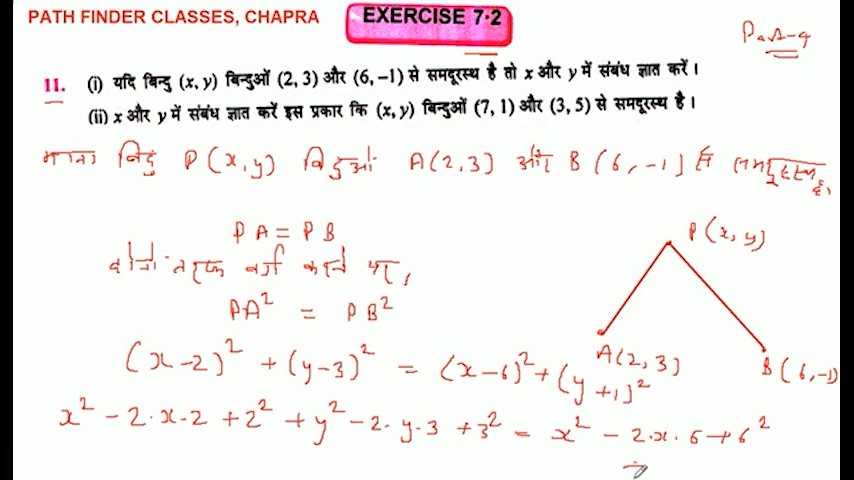 PATH FINDER CLASSES, CHAPRA
EXERCISE 7·2
Part-4
11. (i) यदि बिन्दु (x, y) बिन्दुओं (2, 3) और (6, –1) से समदूरस्थ है तो x और y में संबंध ज्ञात करें।
(ii) x और y में संबंध ज्ञात करें इस प्रकार कि (x, y) बिन्दुओं (7, 1) और (3, 5) से समदूरस्थ है।
माना बिंदु P(x, y) बिंदुओं A(2, 3) और B(6, -1) से समदूरस्थ है,
PA = PB
दोनों तरफ वर्ग करने पर,
PA² = PB²
(x-2)² + (y-3)² = (x-6)² + (y+1)²
x² - 2·x·2 + 2² + y² - 2·y·3 + 3² = x² - 2·x·6 + 6²
P(x, y)
A(2, 3)
B(6, -1)